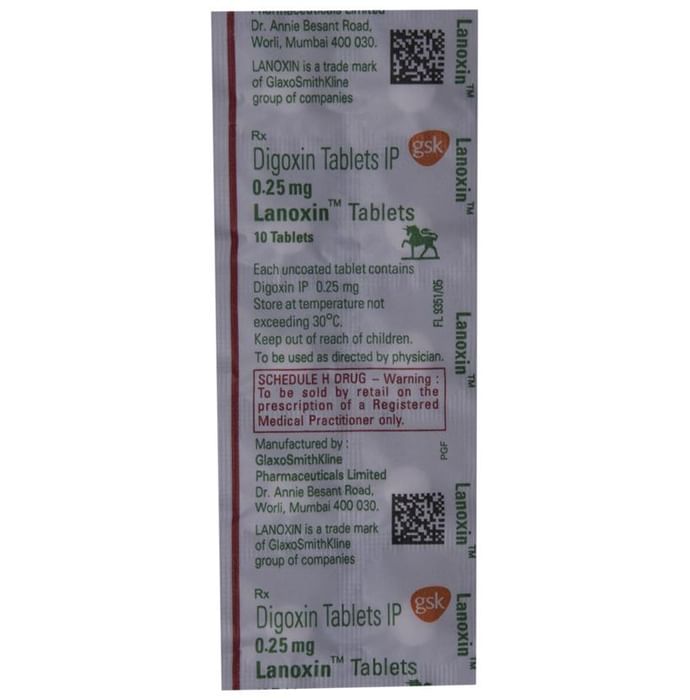 Pharmaceuticals Limited
Dr. Annie Besant Road,
Worli, Mumbai 400 030.
LANOXIN is a trade mark
of GlaxoSmithKline
group of companies
Rx
Digoxin Tablets IP
gsk
0.25 mg
Lanoxin™ Tablets
10 Tablets
Each uncoated tablet contains
Digoxin IP 0.25 mg
Store at temperature not
exceeding 30°C.
Keep out of reach of children.
To be used as directed by physician.
SCHEDULE H DRUG – Warning :
To be sold by retail on the
prescription of a Registered
Medical Practitioner only.
Manufactured by :
GlaxoSmithKline
Pharmaceuticals Limited
Dr. Annie Besant Road,
Worli, Mumbai 400 030.
LANOXIN is a trade mark
of GlaxoSmithKline
group of companies
Rx
Digoxin Tablets IP
gsk
0.25 mg
Lanoxin™ Tablets
FL 9351/05
PGF
Lanoxin™
Lanoxin™
Lanoxin™
Lanoxin™
Lanoxin™